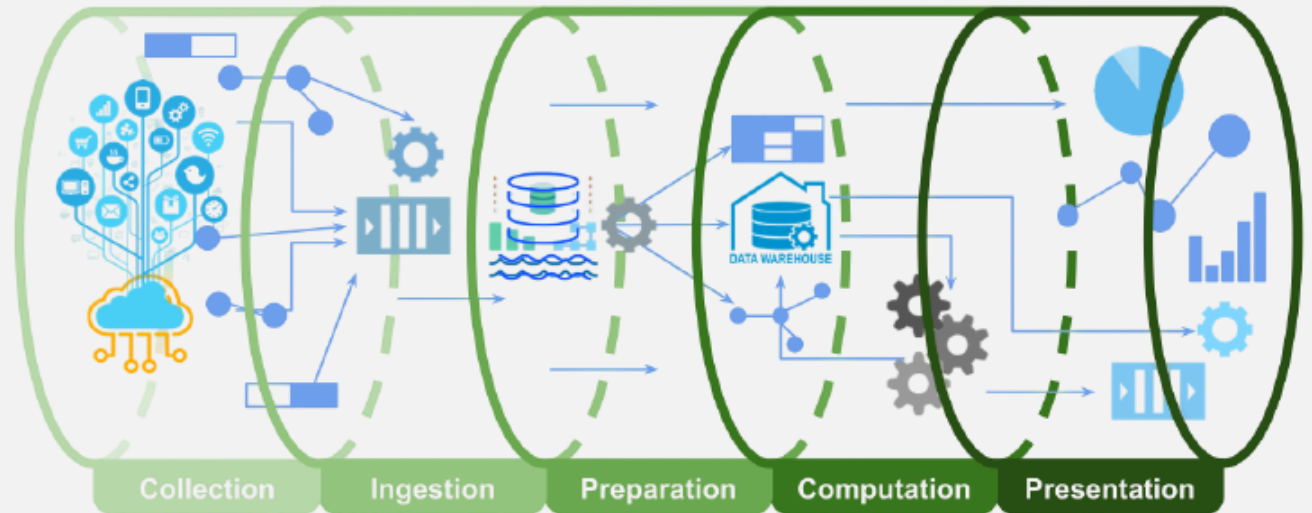 DATA WAREHOUSE
Collection
Ingestion
Preparation
Computation
Presentation